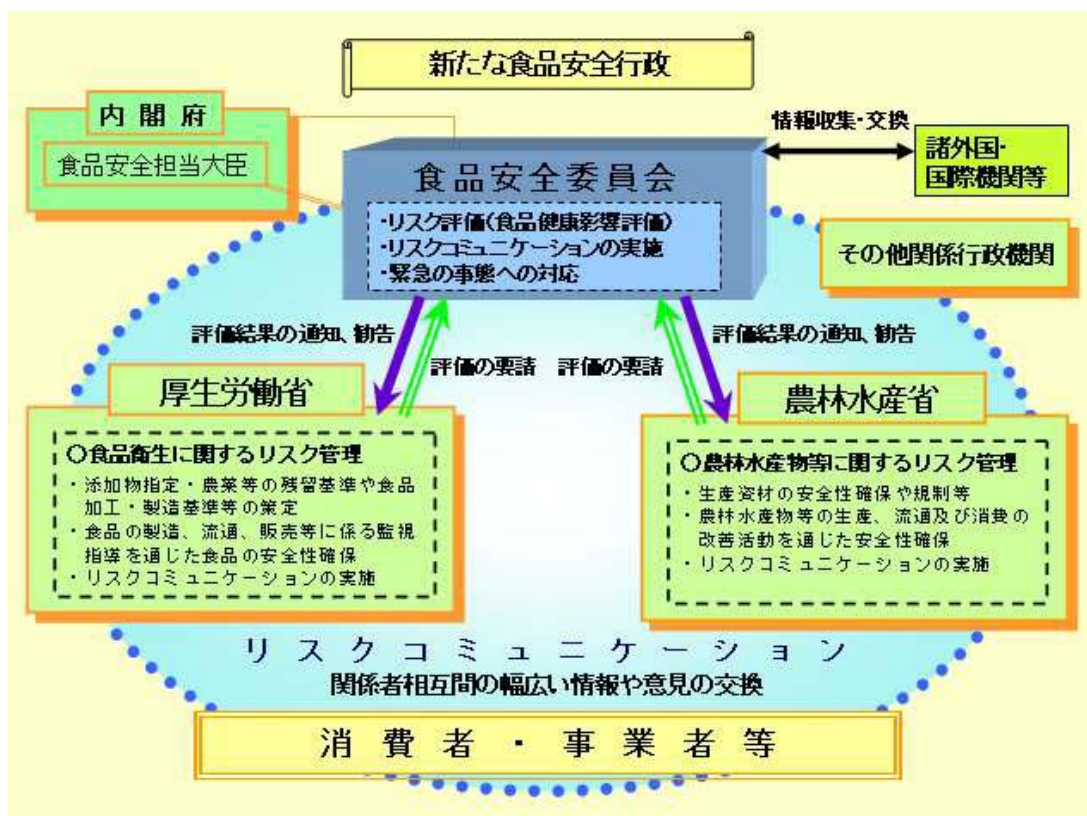 新たな食品安全行政
内閣府
食品安全担当大臣
情報収集・交換
諸外国・
国際機関等
食品安全委員会
・リスク評価(食品健康影響評価)
・リスクコミュニケーションの実施
・緊急の事態への対応
その他関係行政機関
評価結果の通知、勧告
評価の要請
評価の要請
評価結果の通知、勧告
厚生労働省
〇食品衛生に関するリスク管理
・添加物指定・農業等の残留基準や食品
加工・製造基準等の策定
・食品の製造、流通、販売等に係る監視
指導を通じた食品の安全性確保
・リスクコミュニケーションの実施
農林水産省
〇農林水産物等に関するリスク管理
・生産資材の安全性確保や規制等
・農林水産物等の生産、流通及び消費の
改善活動を通じた安全性確保
・リスクコミュニケーションの実施
リスクコミュニケーション
関係者相互間の幅広い情報や意見の交換
消費者・事業者等